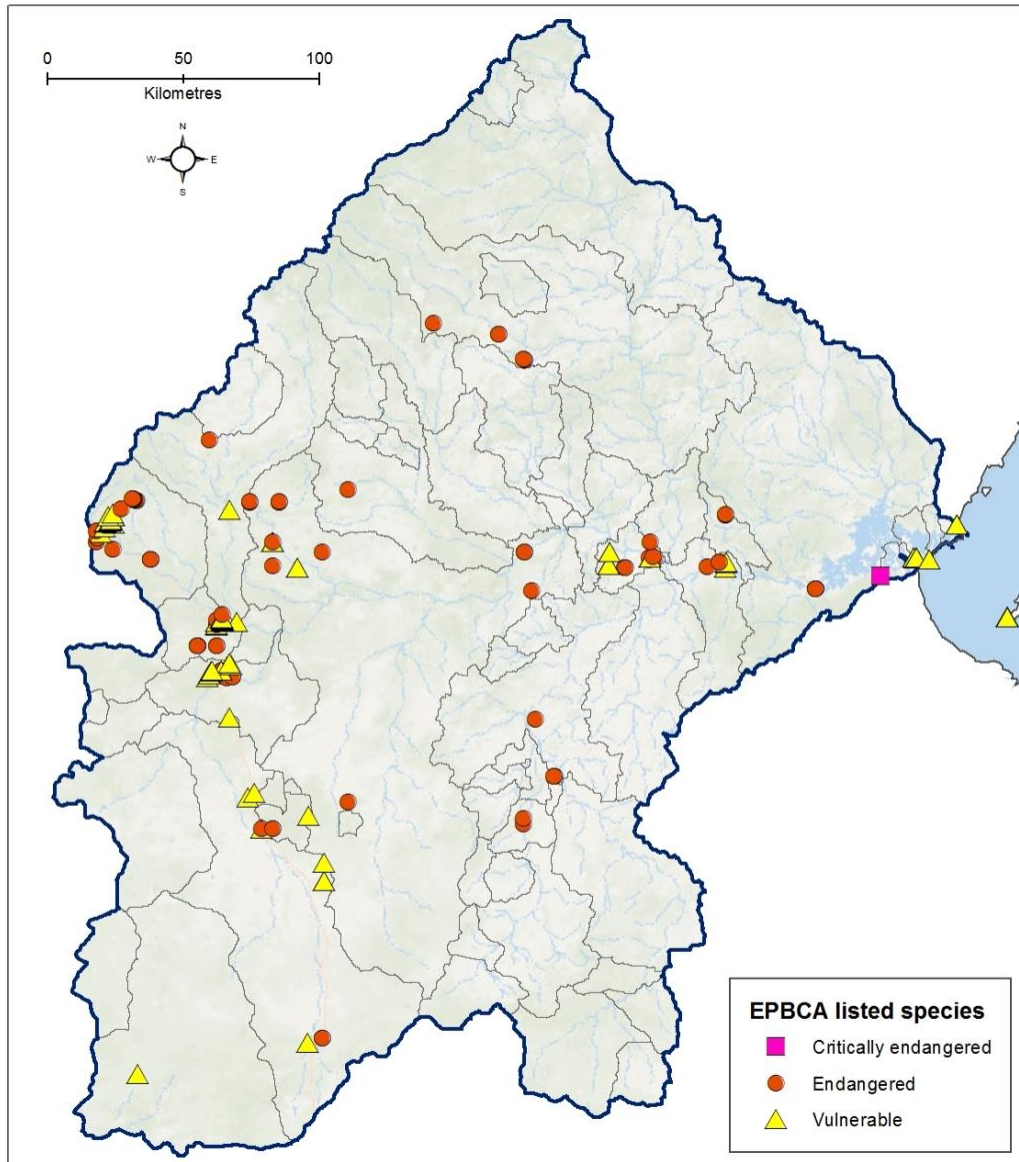 0 50 100
Kilometres
N
W E
S
EPBCA listed species
Critically endangered
Endangered
Vulnerable